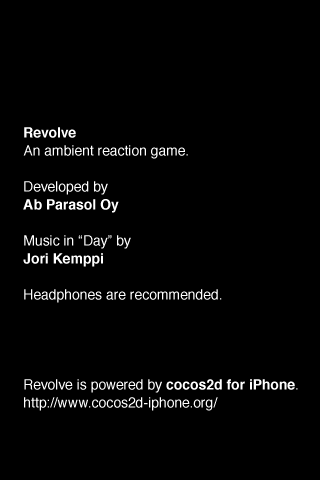 Revolve
An ambient reaction game.
Developed by
Ab Parasol Oy
Music in “Day” by
Jori Kemppi
Headphones are recommended.
Revolve is powered by cocos2d for iPhone.
http://www.cocos2d-iphone.org/